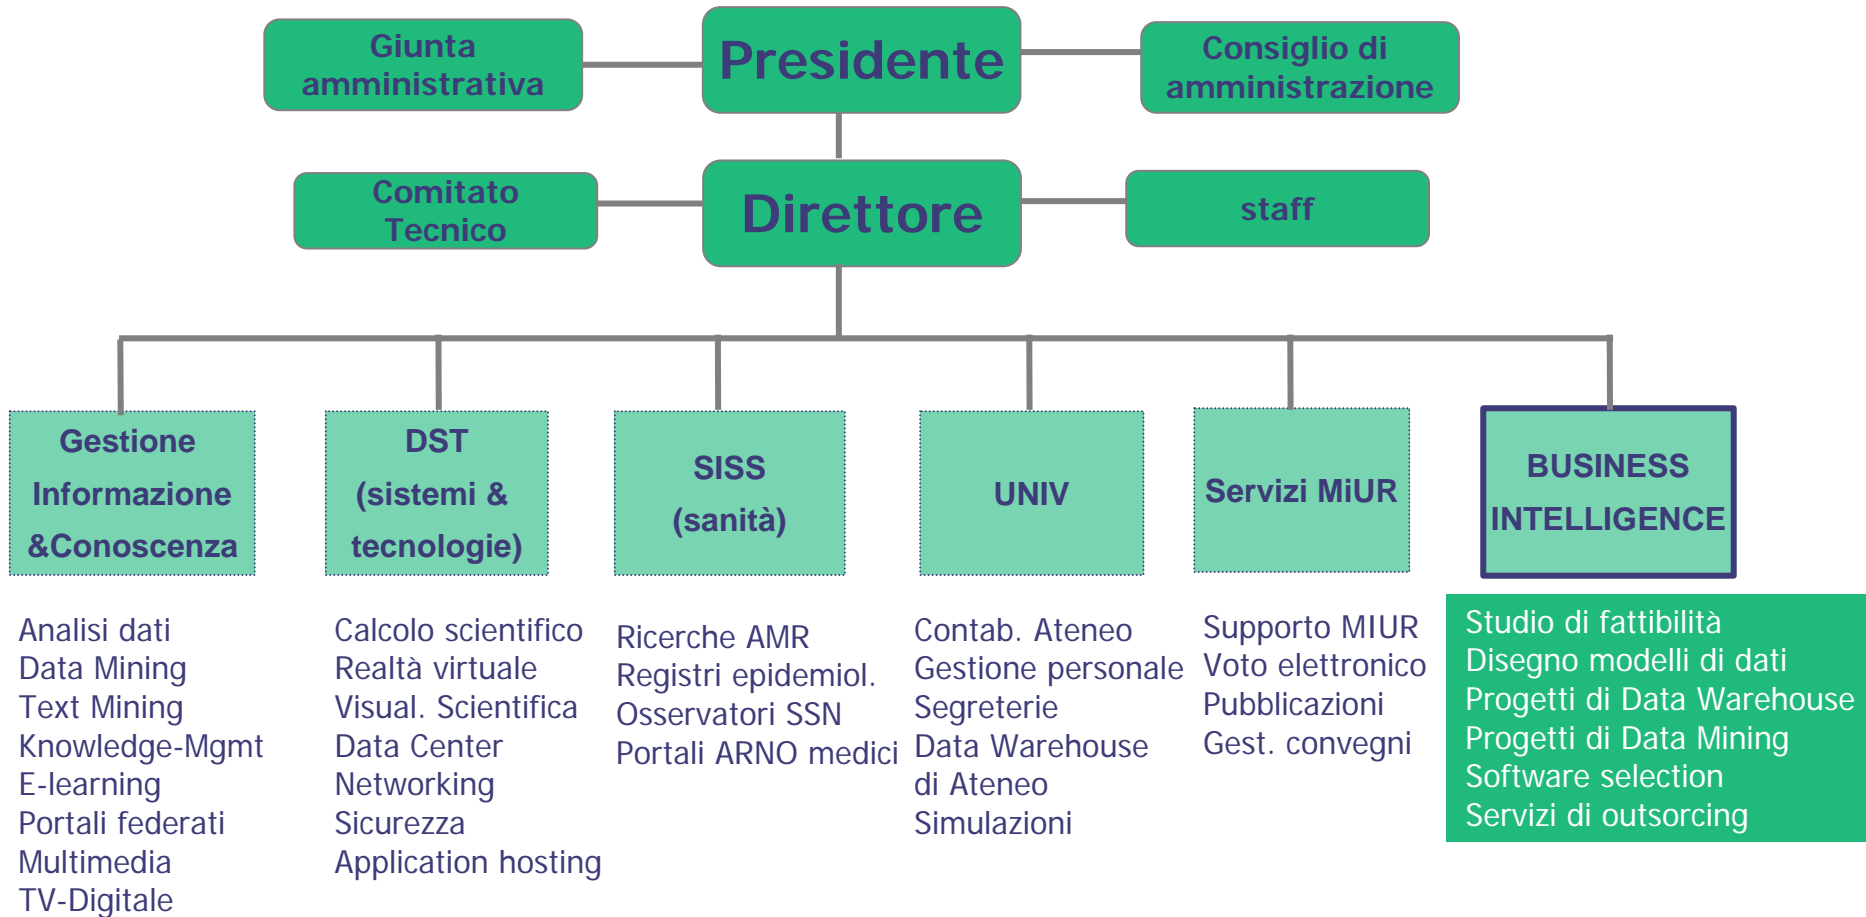 Giunta
amministrativa
Presidente
Consiglio di
amministrazione
Comitato
Tecnico
Direttore
staff
Gestione
Informazione
&Conoscenza
DST
(sistemi &
tecnologie)
SISS
(sanità)
UNIV
Servizi MiUR
BUSINESS
INTELLIGENCE
Analisi dati
Data Mining
Text Mining
Knowledge-Mgmt
E-learning
Portali federati
Multimedia
TV-Digitale
Calcolo scientifico
Realtà virtuale
Visual. Scientifica
Data Center
Networking
Sicurezza
Application hosting
Ricerche AMR
Registri epidemiol.
Osservatori SSN
Portali ARNO medici
Contab. Ateneo
Gestione personale
Segreterie
Data Warehouse
di Ateneo
Simulazioni
Supporto MIUR
Voto elettronico
Pubblicazioni
Gest. convegni
Studio di fattibilità
Disegno modelli di dati
Progetti di Data Warehouse
Progetti di Data Mining
Software selection
Servizi di outsorcing